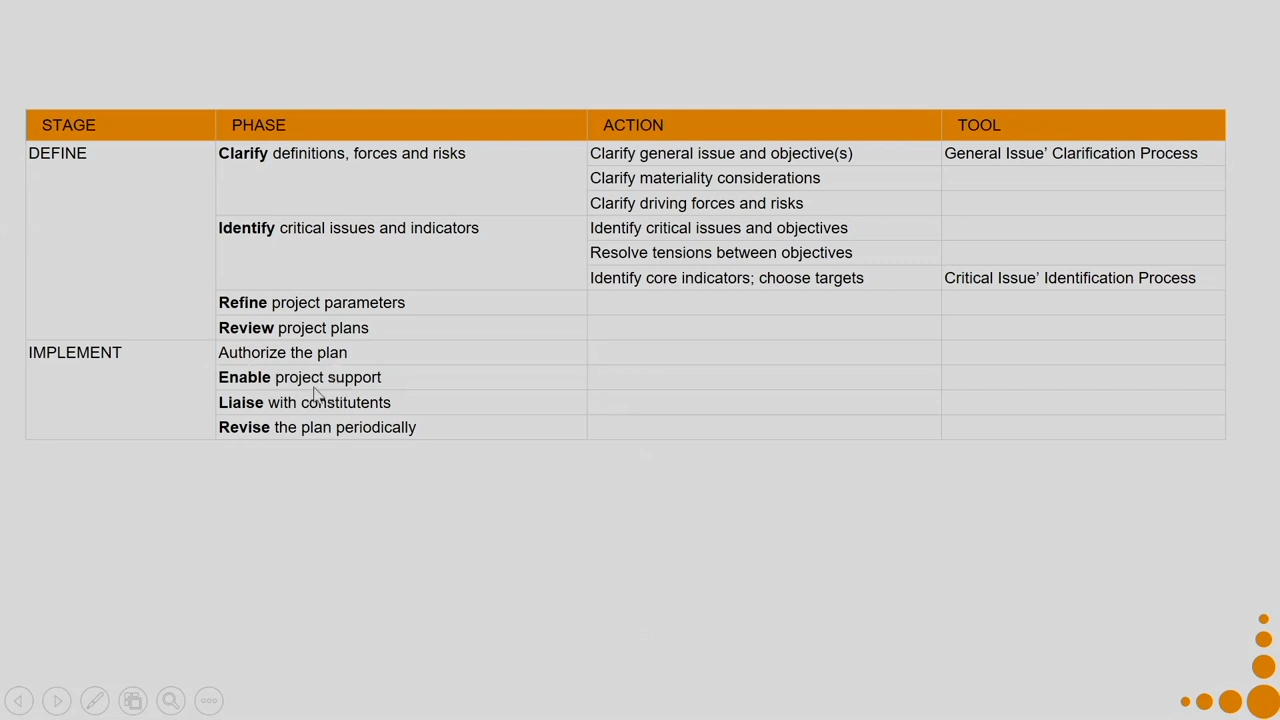 STAGE PHASE ACTION TOOL
DEFINE Clarify definitions, forces and risks Clarify general issue and objective(s) General Issue’ Clarification Process
Clarify materiality considerations
Clarify driving forces and risks
Identify critical issues and indicators Identify critical issues and objectives
Resolve tensions between objectives
Identify core indicators; choose targets Critical Issue’ Identification Process
Refine project parameters
Review project plans
IMPLEMENT Authorize the plan
Enable project support
Liaise with constitutents
Revise the plan periodically